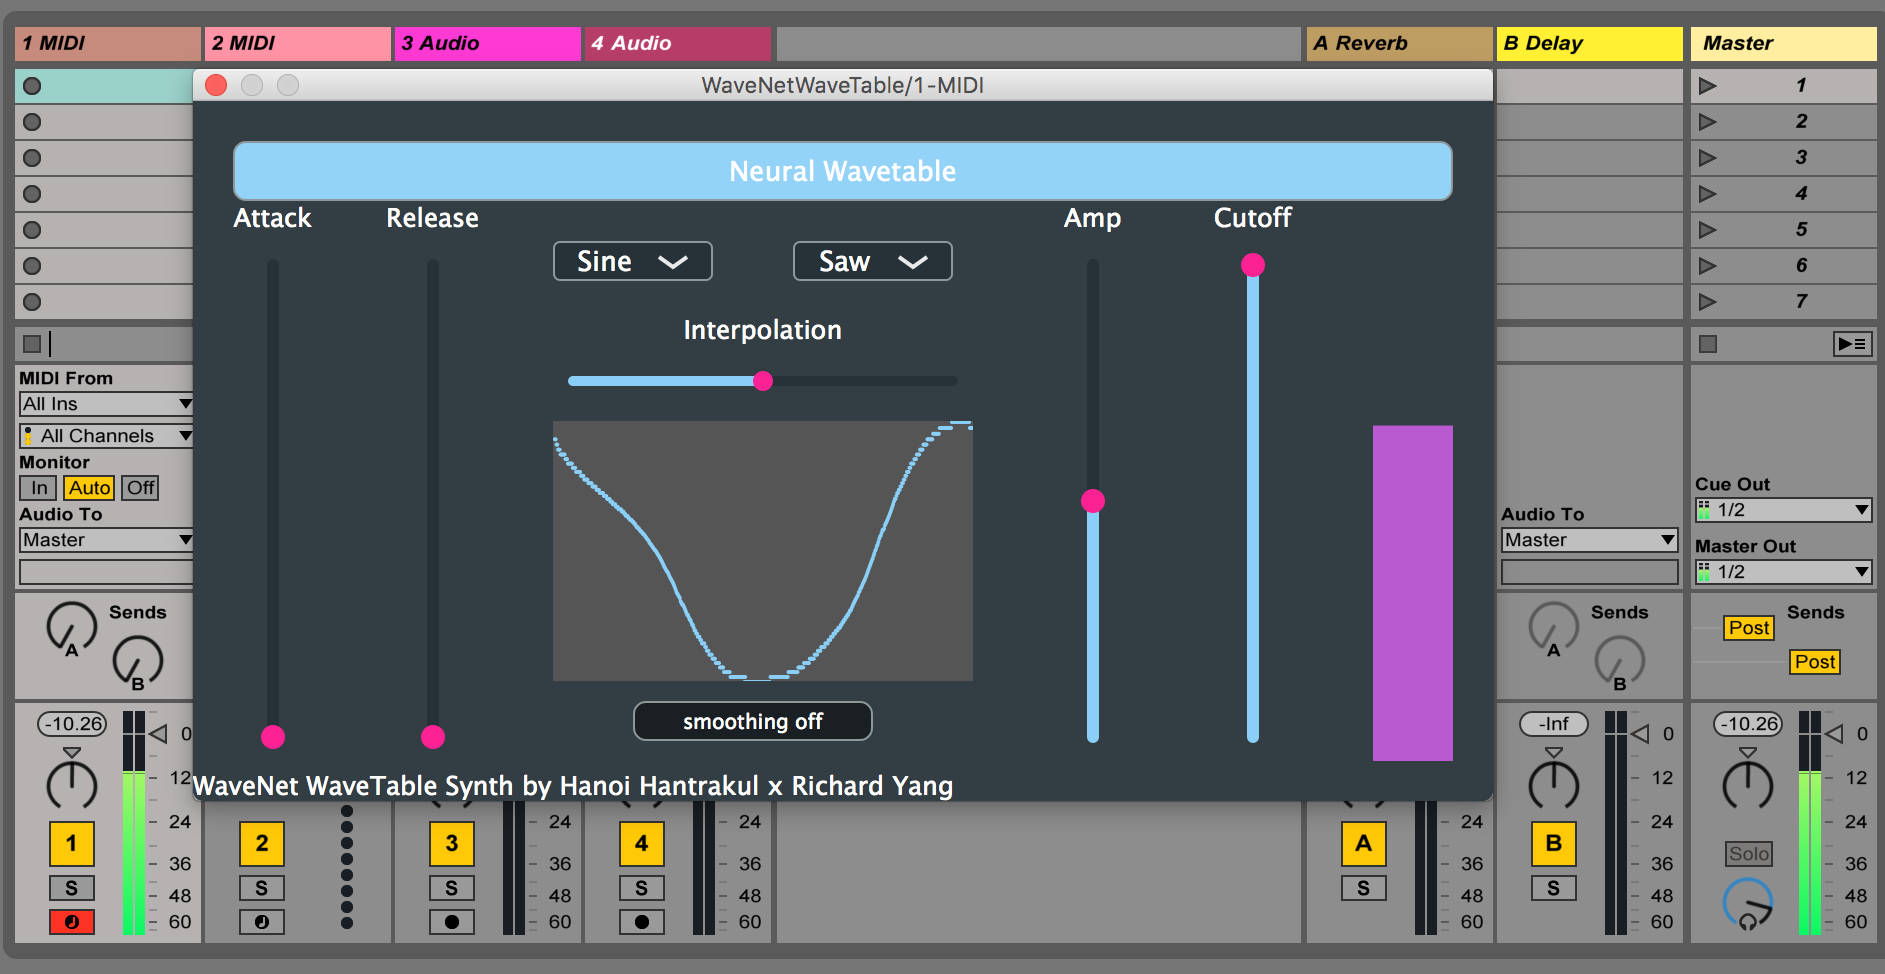 1 MIDI
2 MIDI
3 Audio
4 Audio
A Reverb
B Delay
Master
WaveNetWaveTable/1-MIDI
1
2
3
4
5
6
7
Neural Wavetable
Attack
Release
Amp
Cutoff
Sine
Saw
Interpolation
smoothing off
WaveNet WaveTable Synth by Hanoi Hantrakul x Richard Yang
MIDI From
All Ins
All Channels
Monitor
In Auto Off
Audio To
Master
Sends
A
B
-10.26
0
12
24
36
48
60
1
S
2
S
3
S
24
36
48
60
4
S
24
36
48
60
A
S
24
36
48
60
Audio To
Master
Sends
A
B
-Inf
0
12
24
36
48
60
B
S
Cue Out
1/2
Master Out
1/2
Sends
Post
Post
-10.26
0
12
24
36
48
60
Solo